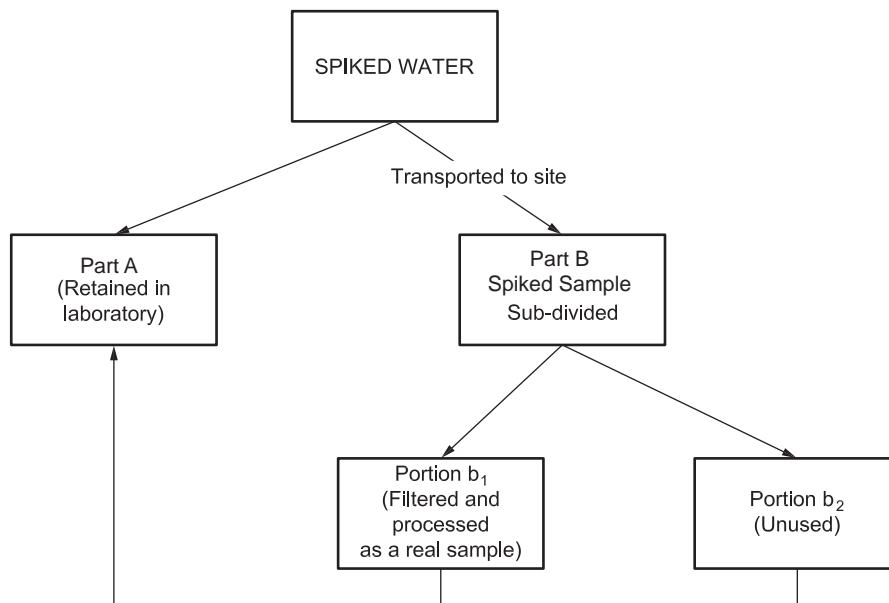 SPIKED WATER
Transported to site
Part A
(Retained in
laboratory)
Part B
Spiked Sample
Sub-divided
Portion b1
(Filtered and
processed
as a real sample)
Portion b2
(Unused)